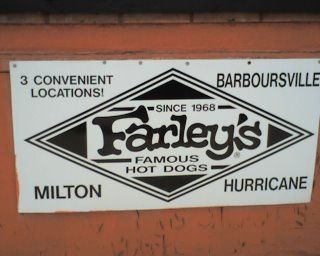 3 CONVENIENT
LOCATIONS!
BARBOURSVILLE
SINCE 1968
Farley's®
FAMOUS
HOT DOGS
MILTON
HURRICANE